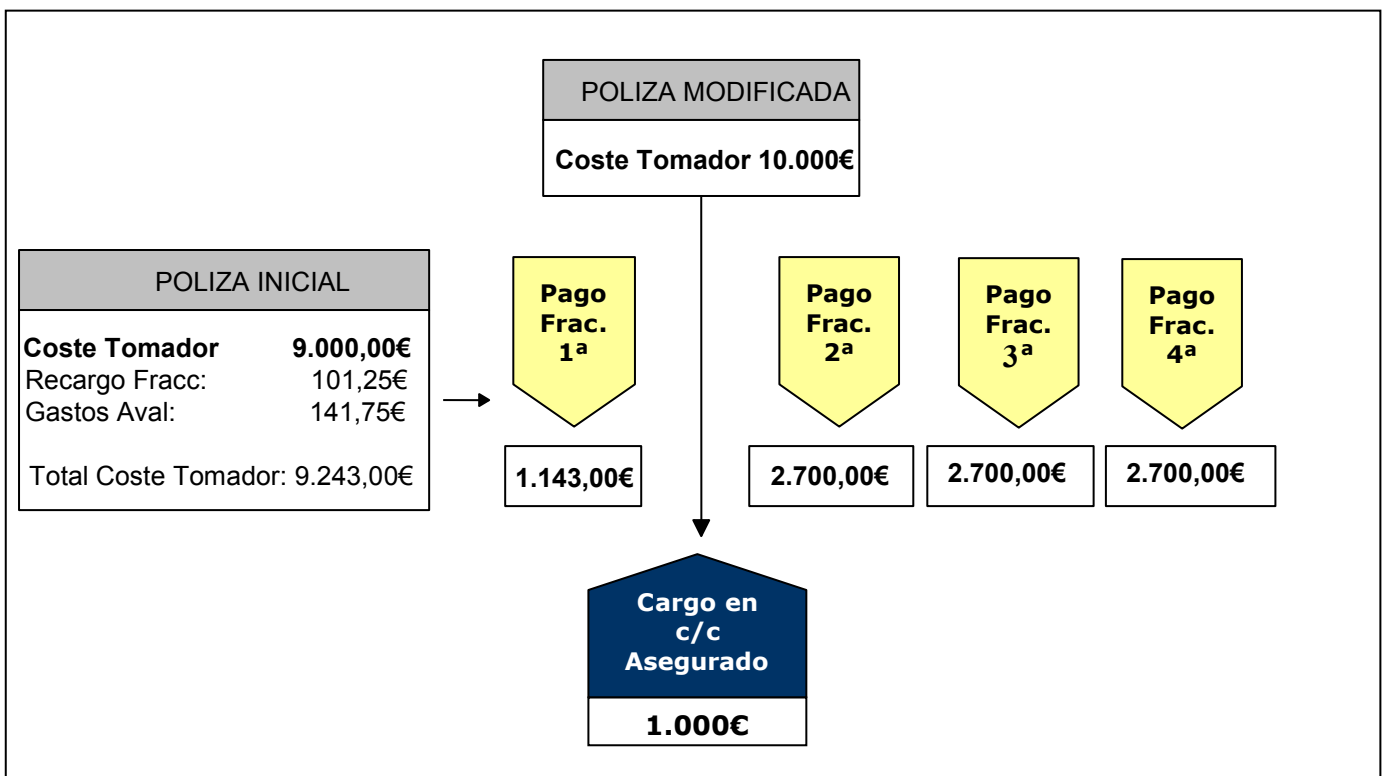 POLIZA MODIFICADA
Coste Tomador 10.000€
POLIZA INICIAL
Coste Tomador 9.000,00€
Recargo Fracc: 101,25€
Gastos Aval: 141,75€
Total Coste Tomador: 9.243,00€
Pago
Frac.
1ª
1.143,00€
Pago
Frac.
2ª
2.700,00€
Pago
Frac.
3ª
2.700,00€
Pago
Frac.
4ª
2.700,00€
Cargo en
c/c
Asegurado
1.000€